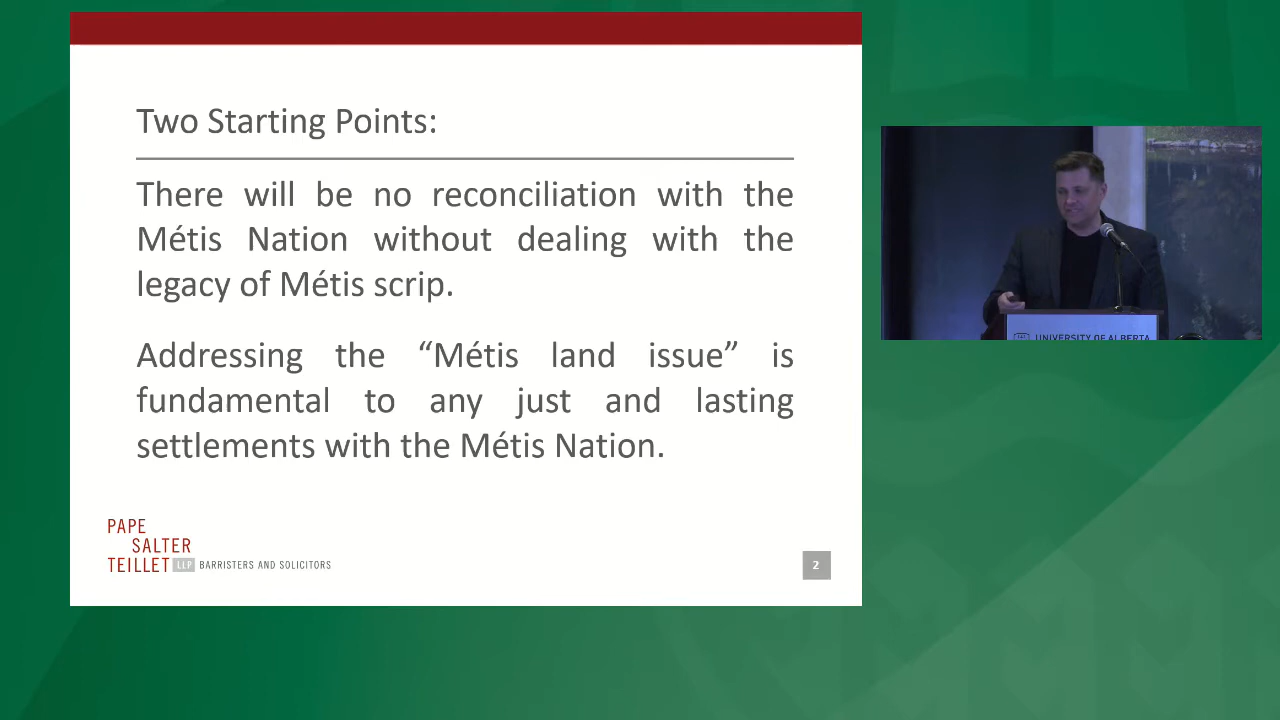 Two Starting Points:
There will be no reconciliation with the
Métis Nation without dealing with the
legacy of Métis scrip.
Addressing the “Métis land issue” is
fundamental to any just and lasting
settlements with the Métis Nation.
PAPE
SALTER
TEILLET LLP BARRISTERS AND SOLICITORS
2
UNIVERSITY OF ALBERTA